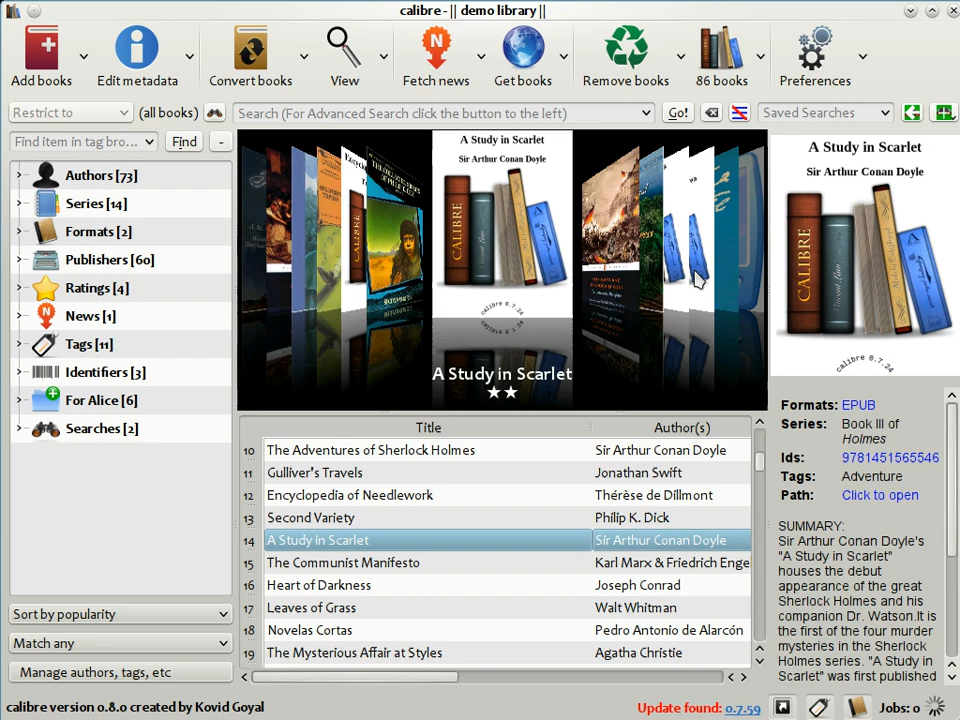 calibre - || demo library ||
Add books
Edit metadata
Convert books
View
Fetch news
Get books
Remove books
86 books
Preferences
Restrict to
(all books)
Search (For Advanced Search click the button to the left)
Go!
Saved Searches
Find item in tag bro...
Find
-
Authors [73]
Series [14]
Formats [2]
Publishers [60]
Ratings [4]
News [1]
Tags [11]
Identifiers [3]
For Alice [6]
Searches [2]
Sort by popularity
Match any
Manage authors, tags, etc
A Study in Scarlet
Sir Arthur Conan Doyle
CALIBRE
calibre 0.7.24
A Study in Scarlet
★★
Title
Author(s)
10 The Adventures of Sherlock Holmes Sir Arthur Conan Doyle
11 Gulliver's Travels Jonathan Swift
12 Encyclopedia of Needlework Thérèse de Dillmont
13 Second Variety Philip K. Dick
14 A Study in Scarlet Sir Arthur Conan Doyle
15 The Communist Manifesto Karl Marx & Friedrich Enge
16 Heart of Darkness Joseph Conrad
17 Leaves of Grass Walt Whitman
18 Novelas Cortas Pedro Antonio de Alarcón
19 The Mysterious Affair at Styles Agatha Christie
A Study in Scarlet
Sir Arthur Conan Doyle
CALIBRE
calibre 0.7.24
Formats: EPUB
Series: Book III of
Holmes
Ids: 9781451565546
Tags: Adventure
Path: Click to open
SUMMARY:
Sir Arthur Conan Doyle's
"A Study in Scarlet"
houses the debut
appearance of the great
Sherlock Holmes and his
companion Dr. Watson.It is
the first of the four murder
mysteries in the Sherlock
Holmes series. "A Study in
Scarlet" was first published
calibre version 0.8.0 created by Kovid Goyal
Update found: 0.7.59
Jobs: 0